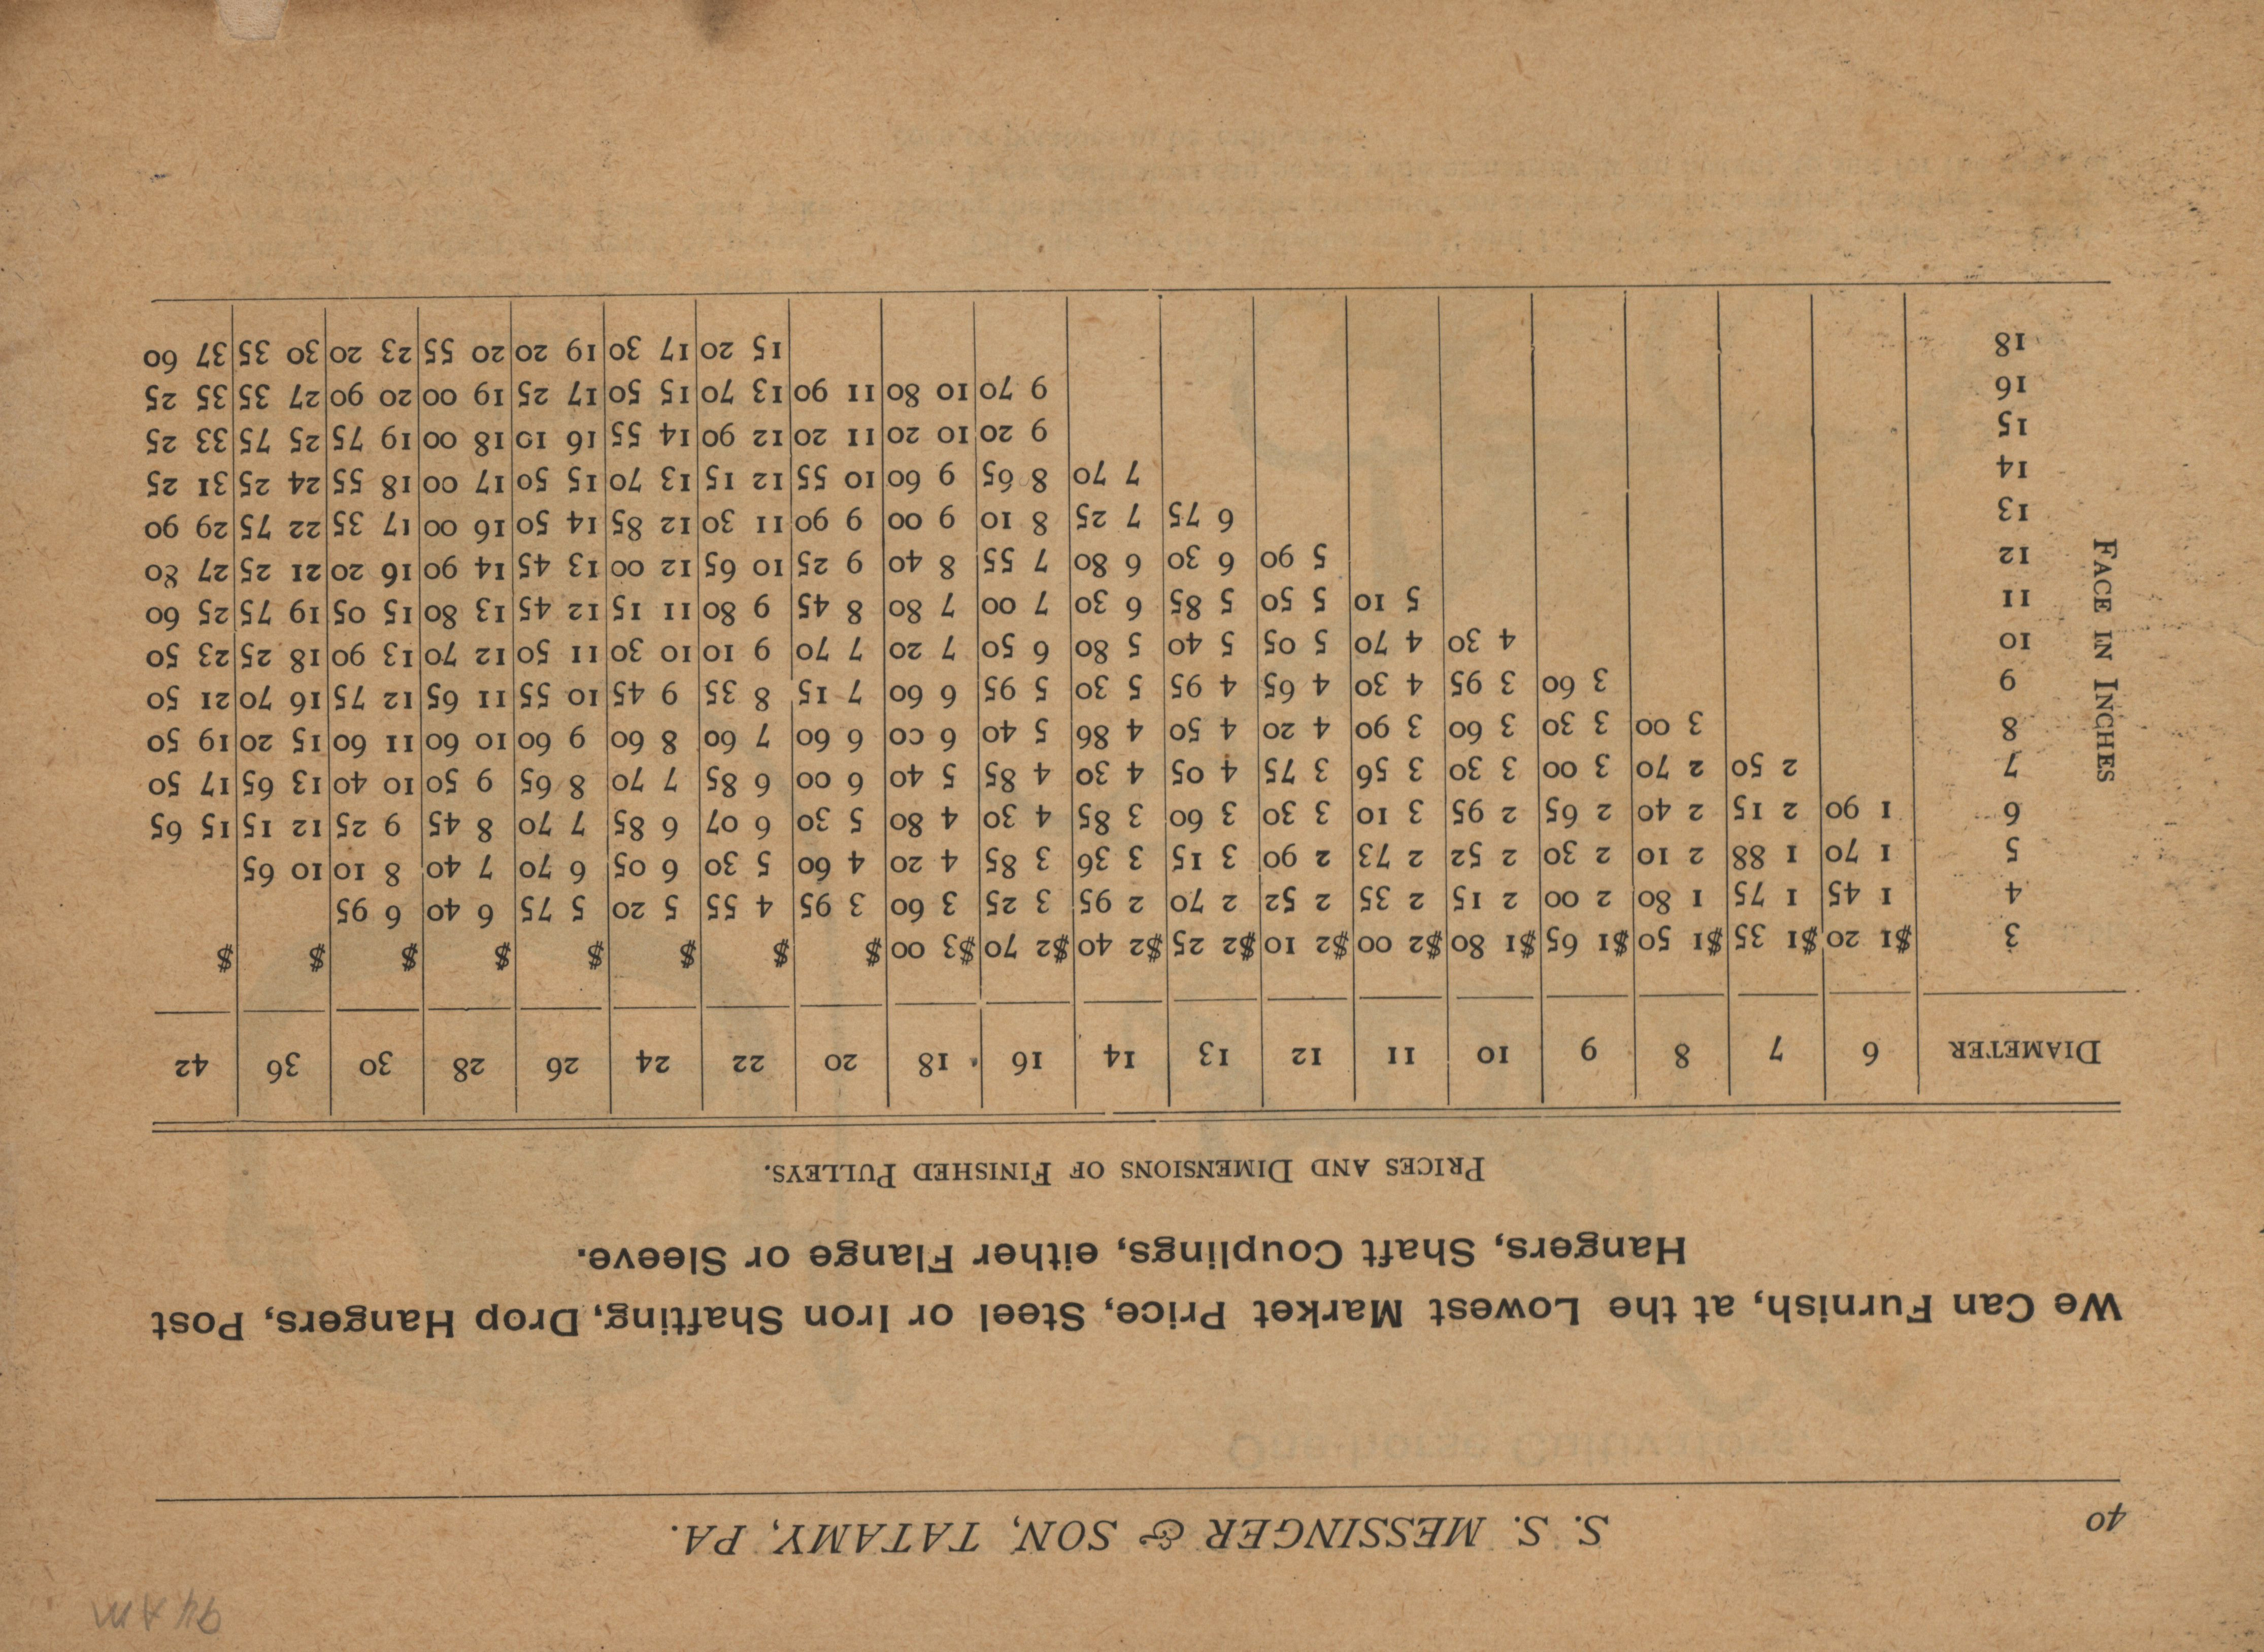 40
S. S. MESSINGER & SON, TATAMY, PA.
We Can Furnish, at the Lowest Market Price, Steel or Iron Shafting, Drop Hangers, Post
Hangers, Shaft Couplings, either Flange or Sleeve.
PRICES AND DIMENSIONS OF FINISHED PULLEYS.
DIAMETER 6 7 8 9 10 11 12 13 14 16 18 20 22 24 26 28 30 36 42
FACE IN INCHES
3 $1 20 $1 35 $1 50 $1 65 $1 80 $2 00 $2 10 $2 25 $2 40 $2 70 $3 00 $ $ $ $ $ $ $ $
4 1 45 1 75 1 80 2 00 2 15 2 35 2 52 2 70 2 95 3 25 3 60 3 95 4 55 5 20 5 75 6 40 6 95
5 1 70 1 88 2 10 2 30 2 52 2 73 2 90 3 15 3 36 3 85 4 20 4 60 5 30 6 05 6 70 7 40 8 10 10 65
6 1 90 2 15 2 40 2 65 2 95 3 10 3 30 3 60 3 85 4 30 4 80 5 30 6 07 6 85 7 70 8 45 9 25 12 15 15 65
7 2 50 2 70 3 00 3 30 3 56 3 75 4 05 4 30 4 85 5 40 6 00 6 85 7 70 8 65 9 50 10 40 13 65 17 50
8 3 00 3 30 3 60 3 90 4 20 4 50 4 86 5 40 6 00 6 60 7 60 8 60 9 60 10 60 11 60 15 20 19 50
9 3 60 3 95 4 30 4 65 4 95 5 30 5 95 6 60 7 15 8 35 9 45 10 55 11 65 12 75 16 70 21 50
10 4 30 4 70 5 05 5 40 5 80 6 50 7 20 7 70 9 10 10 30 11 50 12 70 13 90 18 25 23 50
11 5 10 5 50 5 85 6 30 7 00 7 80 8 45 9 80 11 15 12 45 13 80 15 05 19 75 25 60
12 5 90 6 30 6 80 7 55 8 40 9 25 10 65 12 00 13 45 14 90 16 20 21 25 27 80
13 6 75 7 25 8 10 9 00 9 90 11 30 12 85 14 50 16 00 17 35 22 75 29 90
14 7 70 8 65 9 60 10 55 12 15 13 70 15 50 17 00 18 55 24 25 31 25
15 9 20 10 20 11 20 12 90 14 55 16 10 18 00 19 75 25 75 33 25
16 9 70 10 80 11 90 13 70 15 50 17 25 19 00 20 90 27 35 35 25
18 15 20 17 30 19 20 20 55 23 20 30 35 37 60